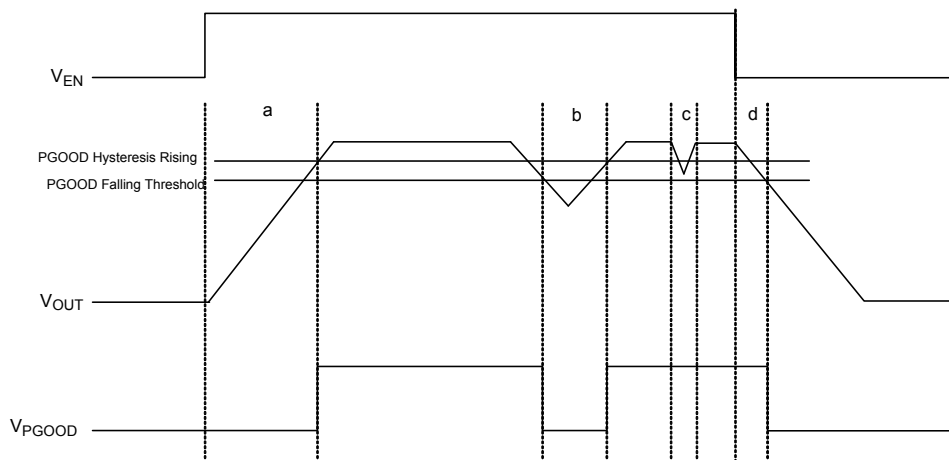 V_EN
a
b
c
d
PGOOD Hysteresis Rising
PGOOD Falling Threshold
V_OUT
V_PGOOD